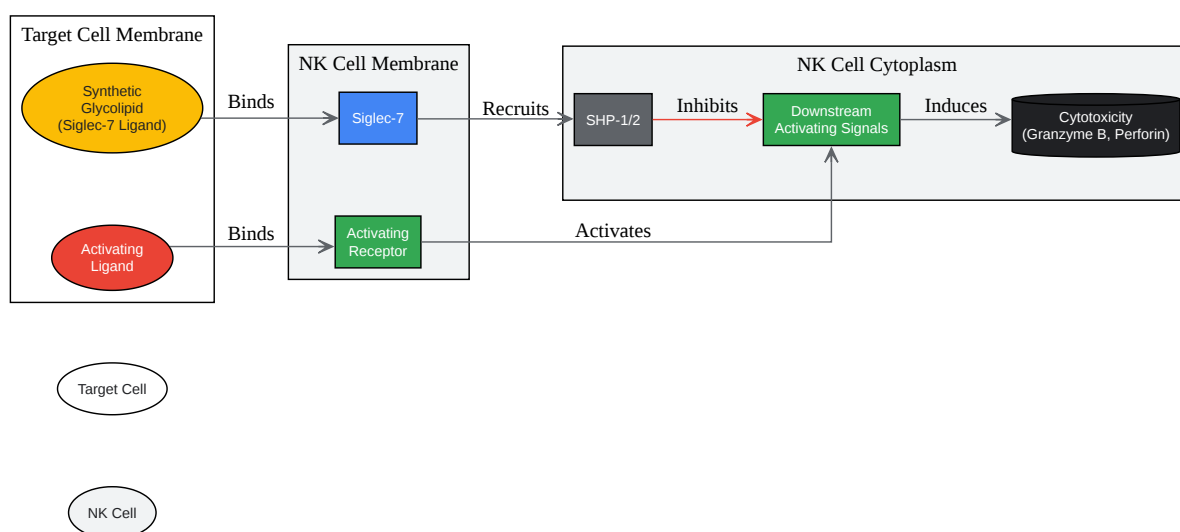 Target Cell Membrane
Synthetic
Glycolipid
(Siglec-7 Ligand)
Activating
Ligand
Binds
Binds
NK Cell Membrane
Siglec-7
Activating
Receptor
Recruits
Activates
NK Cell Cytoplasm
SHP-1/2
Inhibits
Downstream
Activating Signals
Induces
Cytotoxicity
(Granzyme B, Perforin)
Target Cell
NK Cell